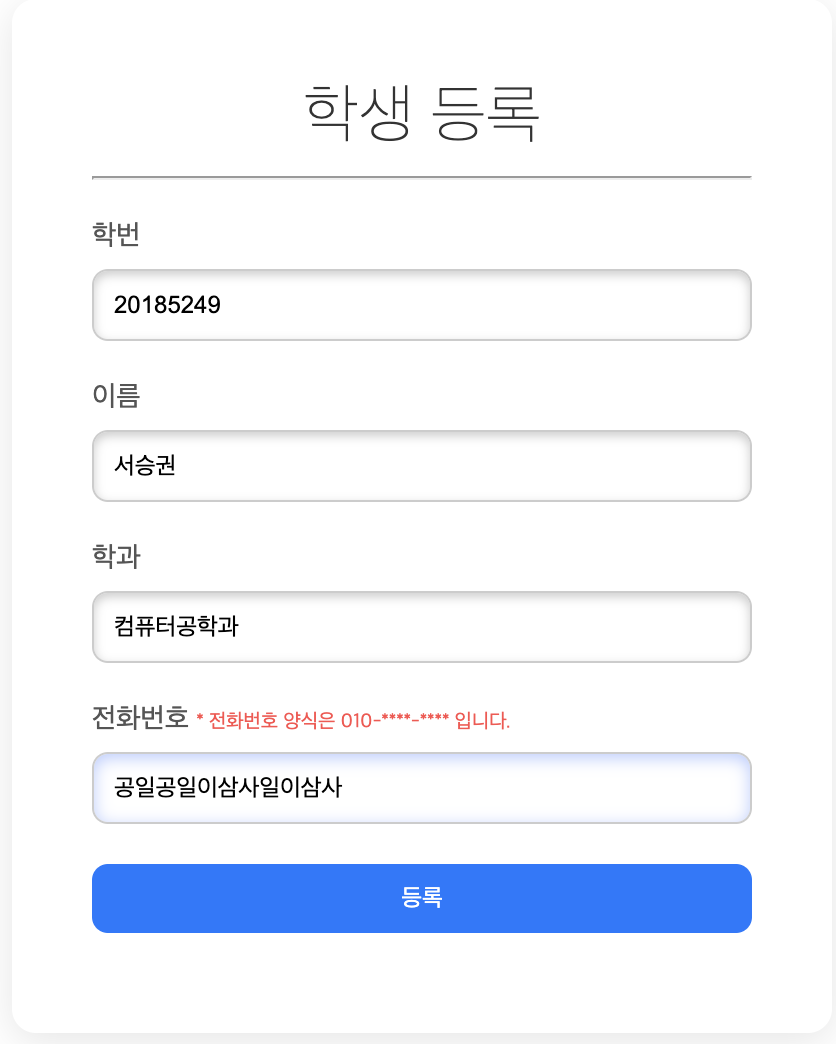 학생 등록
학번
20185249
이름
서승권
학과
컴퓨터공학과
전화번호 * 전화번호 양식은 010-****-**** 입니다.
공일공일이삼사일이삼사
등록